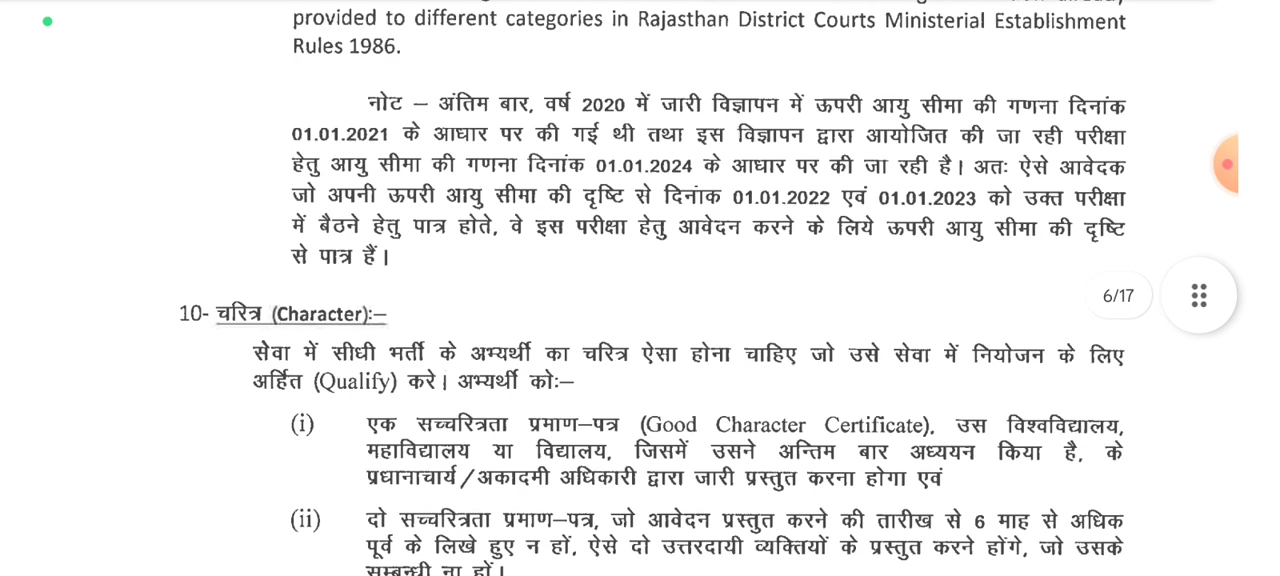 provided to different categories in Rajasthan District Courts Ministerial Establishment
Rules 1986.
नोट – अंतिम बार, वर्ष 2020 में जारी विज्ञापन में ऊपरी आयु सीमा की गणना दिनांक
01.01.2021 के आधार पर की गई थी तथा इस विज्ञापन द्वारा आयोजित की जा रही परीक्षा
हेतु आयु सीमा की गणना दिनांक 01.01.2024 के आधार पर की जा रही है। अतः ऐसे आवेदक
जो अपनी ऊपरी आयु सीमा की दृष्टि से दिनांक 01.01.2022 एवं 01.01.2023 को उक्त परीक्षा
में बैठने हेतु पात्र होते, वे इस परीक्षा हेतु आवेदन करने के लिये ऊपरी आयु सीमा की दृष्टि
से पात्र हैं।
6/17
10- चरित्र (Character):–
सेवा में सीधी भर्ती के अभ्यर्थी का चरित्र ऐसा होना चाहिए जो उसे सेवा में नियोजन के लिए
अर्हित (Qualify) करे। अभ्यर्थी को:–
(i) एक सच्चरित्रता प्रमाण–पत्र (Good Character Certificate), उस विश्वविद्यालय,
महाविद्यालय या विद्यालय, जिसमें उसने अन्तिम बार अध्ययन किया है, के
प्रधानाचार्य/अकादमी अधिकारी द्वारा जारी प्रस्तुत करना होगा एवं
(ii) दो सच्चरित्रता प्रमाण–पत्र, जो आवेदन प्रस्तुत करने की तारीख से 6 माह से अधिक
पूर्व के लिखे हुए न हों, ऐसे दो उत्तरदायी व्यक्तियों के प्रस्तुत करने होंगे, जो उसके
सम्बन्धी ना हों।